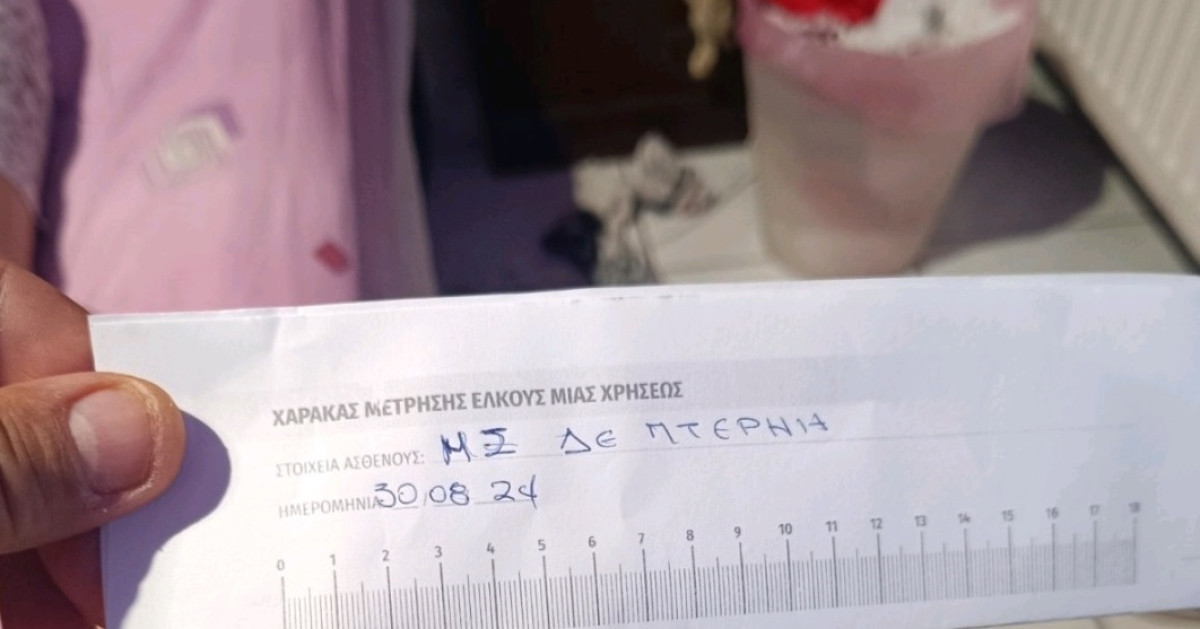 ΧΑΡΑΚΑΣ ΜΕΤΡΗΣΗΣ ΕΛΚΟΥΣ ΜΙΑΣ ΧΡΗΣΕΩΣ
ΣΤΟΙΧΕΙΑ ΑΣΘΕΝΟΥΣ: ΜΣ ΔΕ ΠΤΕΡΝΙΑ
ΗΜΕΡΟΜΗΝΙΑ 30,08 24
0 1 2 3 4 5 6 7 8 9 10 11 12 13 14 15 16 17 18